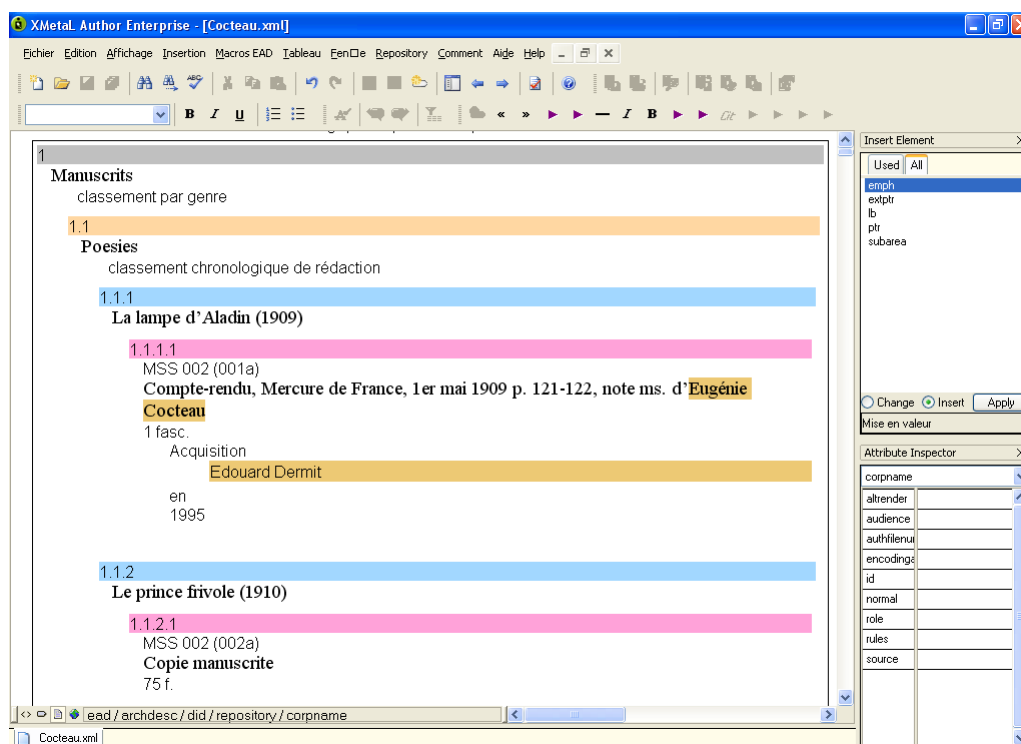 XMetaL Author Enterprise - [Cocteau.xml]
Fichier Edition Affichage Insertion Macros EAD Tableau Fen□e Repository Comment Aide Help
B I U
« » I B Lit
1
Manuscrits
classement par genre
1.1
Poesies
classement chronologique de rédaction
1.1.1
La lampe d'Aladin (1909)
1.1.1.1
MSS 002 (001a)
Compte-rendu, Mercure de France, 1er mai 1909 p. 121-122, note ms. d'Eugénie
Cocteau
1 fasc.
Acquisition
Edouard Dermit
en
1995
1.1.2
Le prince frivole (1910)
1.1.2.1
MSS 002 (002a)
Copie manuscrite
75 f.
ead / archdesc / did / repository / corpname
Cocteau.xml
Insert Element
Used All
emph
extptr
lb
ptr
subarea
Change Insert Apply
Mise en valeur
Attribute Inspector
corpname
altrender
audience
authfilenu
encodinga
id
normal
role
rules
source